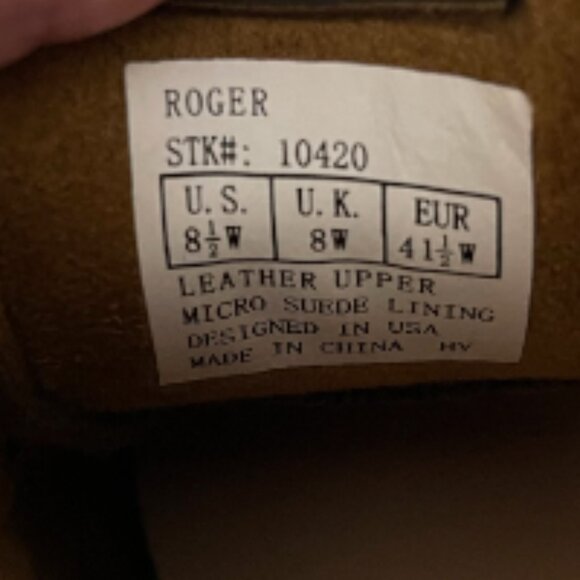 ROGER
STK#: 10420
U.S. U.K. EUR
8½W 8W 41½W
LEATHER UPPER
MICRO SUEDE LINING
DESIGNED IN USA
MADE IN CHINA HV